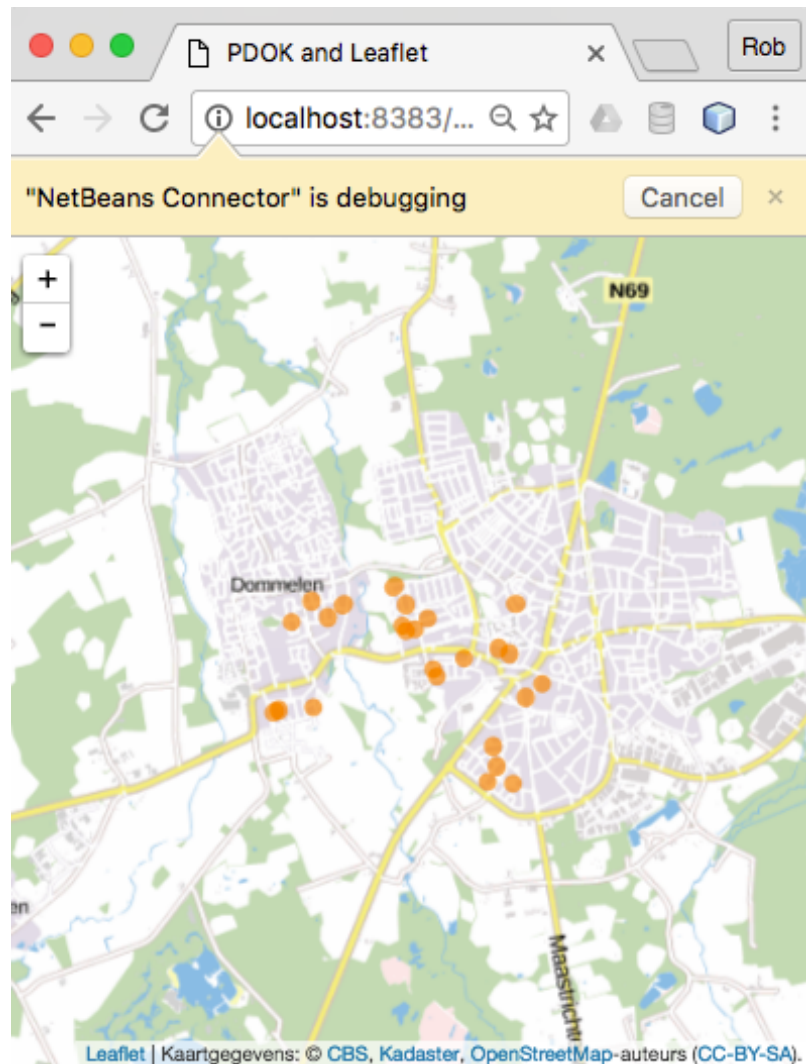 PDOK and Leaflet
Rob
localhost:8383/...
"NetBeans Connector" is debugging
Cancel
+
−
N69
Dommelen
en
Maastricht
Leaflet | Kaartgegevens: © CBS, Kadaster, OpenStreetMap-auteurs (CC-BY-SA).